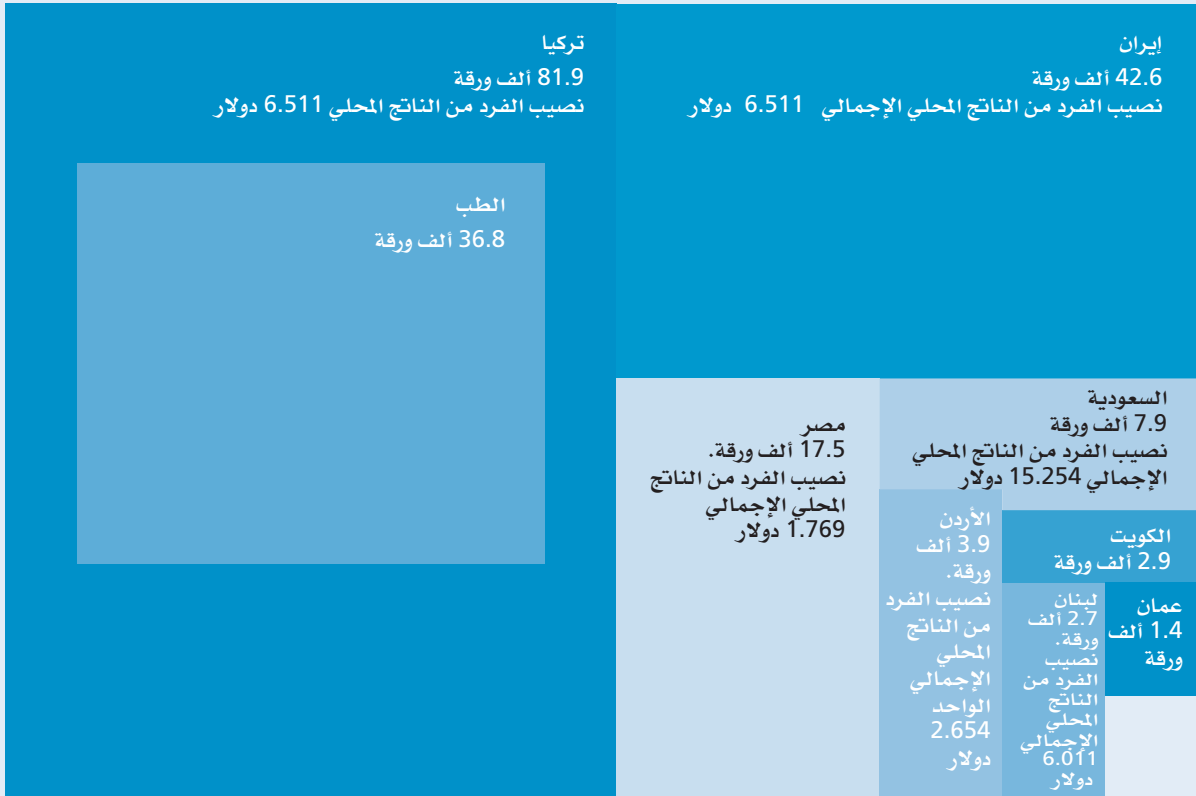 تركيا
81.9 ألف ورقة
نصيب الفرد من الناتج المحلي 6.511 دولار
الطب
36.8 ألف ورقة
إيران
42.6 ألف ورقة
نصيب الفرد من الناتج المحلي الإجمالي 6.511 دولار
السعودية
7.9 ألف ورقة
نصيب الفرد من الناتج المحلي
الإجمالي 15.254 دولار
مصر
17.5 ألف ورقة.
نصيب الفرد من الناتج
المحلي الإجمالي
1.769 دولار
الأردن
3.9 ألف
ورقة.
نصيب الفرد
من الناتج
المحلي
الإجمالي
الواحد
2.654
دولار
الكويت
2.9 ألف ورقة
لبنان
2.7 ألف
ورقة.
نصيب
الفرد من
الناتج
المحلي
الإجمالي
6.011
دولار
عمان
1.4 ألف
ورقة